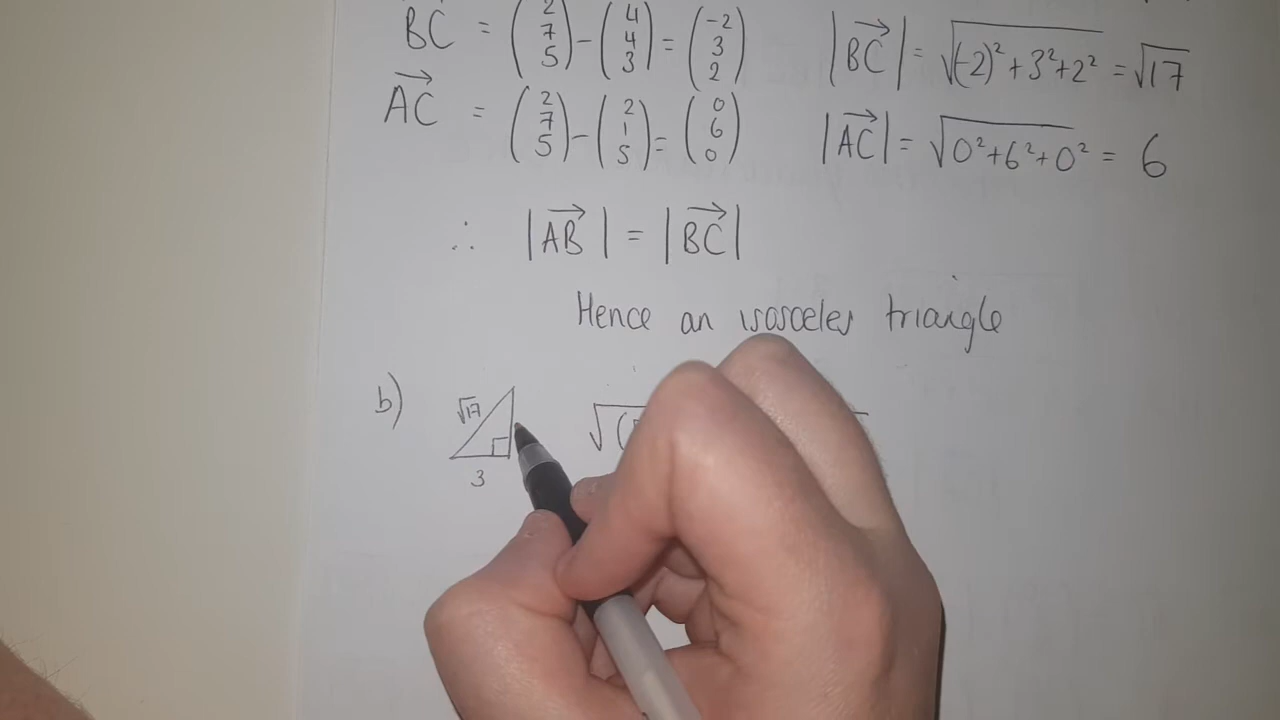 BC = (2 7 5) − (4 4 3) = (−2 3 2) |BC| = √(−2)²+3²+2² = √17
AC = (2 7 5) − (2 1 5) = (0 6 0) |AC| = √0²+6²+0² = 6
∴ |AB| = |BC|
Hence an isosceles triangle
b) √17 √(
3